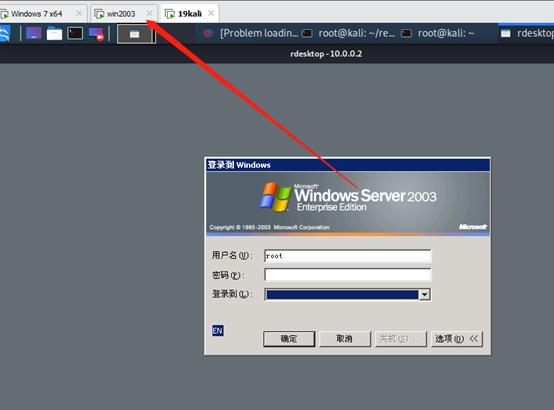 Windows 7 x64 win2003 19kali
[Problem loadin... root@kali: ~/re... root@kali: ~ rdesktop
rdesktop - 10.0.0.2
登录到 Windows
Microsoft
Windows Server 2003
Enterprise Edition
Copyright © 1985-2003 Microsoft Corporation Microsoft
用户名(U): root
密码(P):
登录到(L):
EN
确定 取消 关机(S)... 选项(O) <<